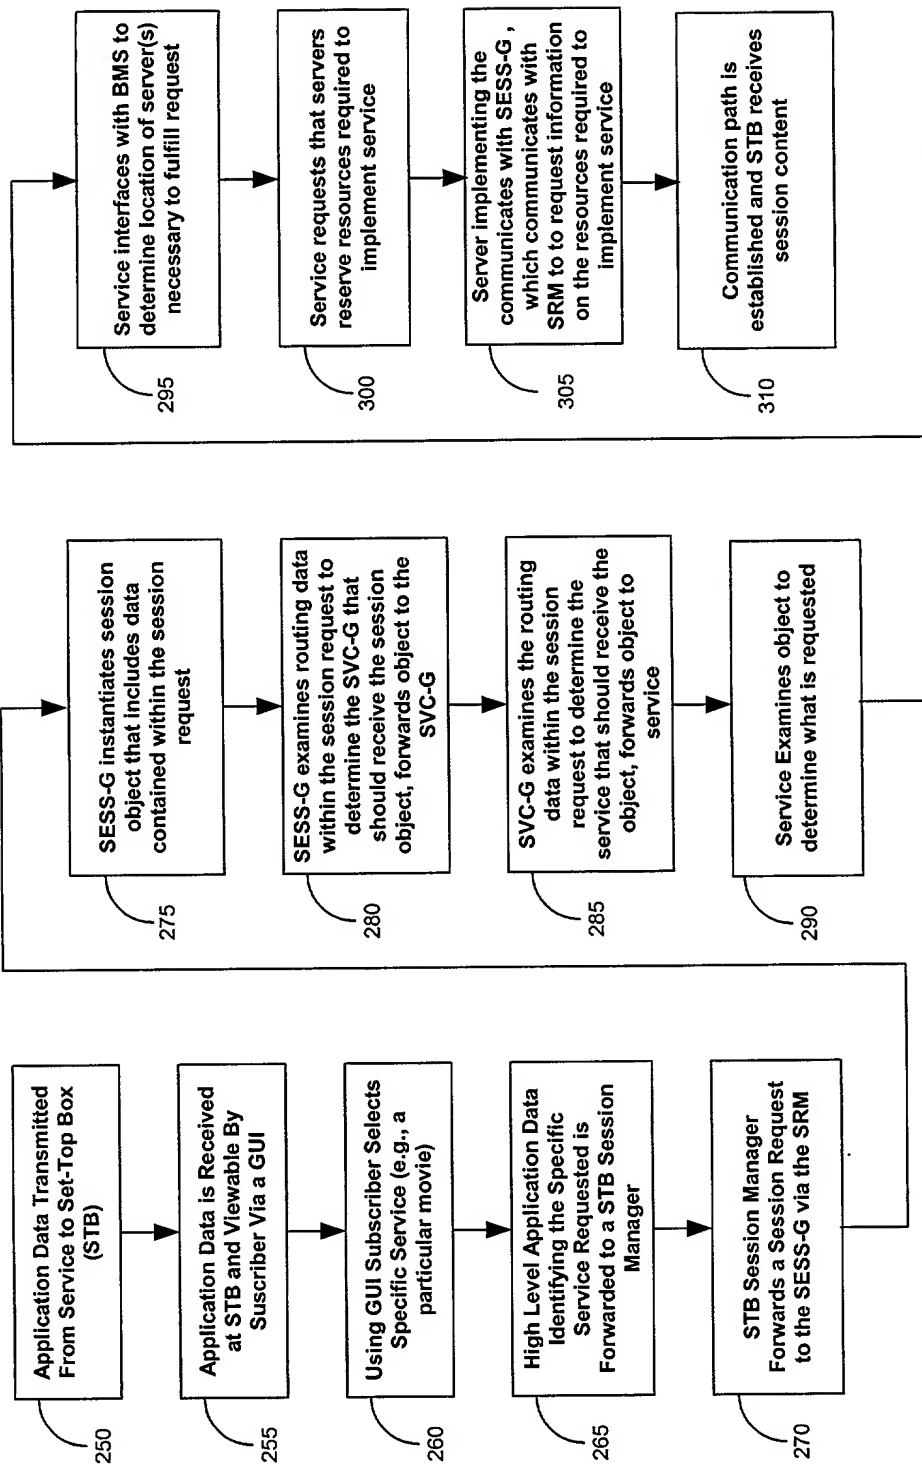 Application Data Transmitted
From Service to Set-Top Box
(STB)
250
Application Data is Received
at STB and Viewable By
Suscriber Via a GUI
255
Using GUI Subscriber Selects
Specific Service (e.g., a
particular movie)
260
High Level Application Data
Identifying the Specific
Service Requested is
Forwarded to a STB Session
Manager
265
STB Session Manager
Forwards a Session Request
to the SESS-G via the SRM
270
SESS-G instantiates session
object that includes data
contained within the session
request
275
SESS-G examines routing data
within the session request to
determine the SVC-G that
should receive the session
object, forwards object to the
SVC-G
280
SVC-G examines the routing
data within the session
request to determine the
service that should receive the
object, forwards object to
service
285
Service Examines object to
determine what is requested
290
Service interfaces with BMS to
determine location of server(s)
necessary to fulfill request
295
Service requests that servers
reserve resources required to
implement service
300
Server implementing the
communicates with SESS-G ,
which communicates with
SRM to to request information
on the resources required to
implement service
305
Communication path is
established and STB receives
session content
310